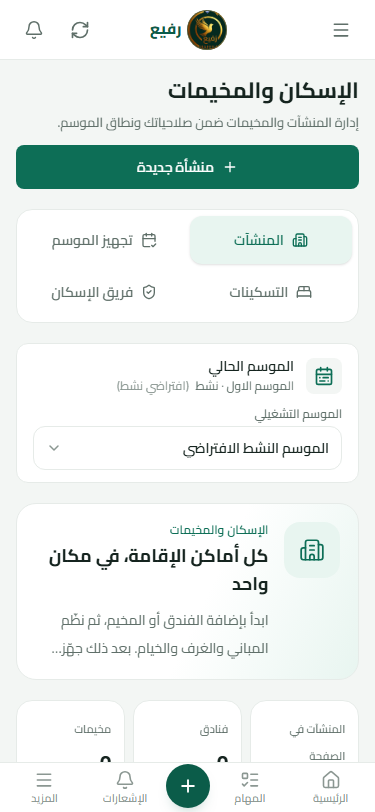 رفيع
الإسكان والمخيمات
إدارة المنشآت والمخيمات ضمن صلاحياتك ونطاق الموسم.
+ منشأة جديدة
المنشآت
تجهيز الموسم
التسكينات
فريق الإسكان
الموسم الحالي
الموسم الاول · نشط (افتراضي نشط)
الموسم التشغيلي
الموسم النشط الافتراضي
الإسكان والمخيمات
كل أماكن الإقامة، في مكان
واحد
ابدأ بإضافة الفندق أو المخيم، ثم نظّم
المباني والغرف والخيام. بعد ذلك جهّز...
المنشآت في
الصفحة
فنادق
مخيمات
الرئيسية
المهام
الإشعارات
المزيد